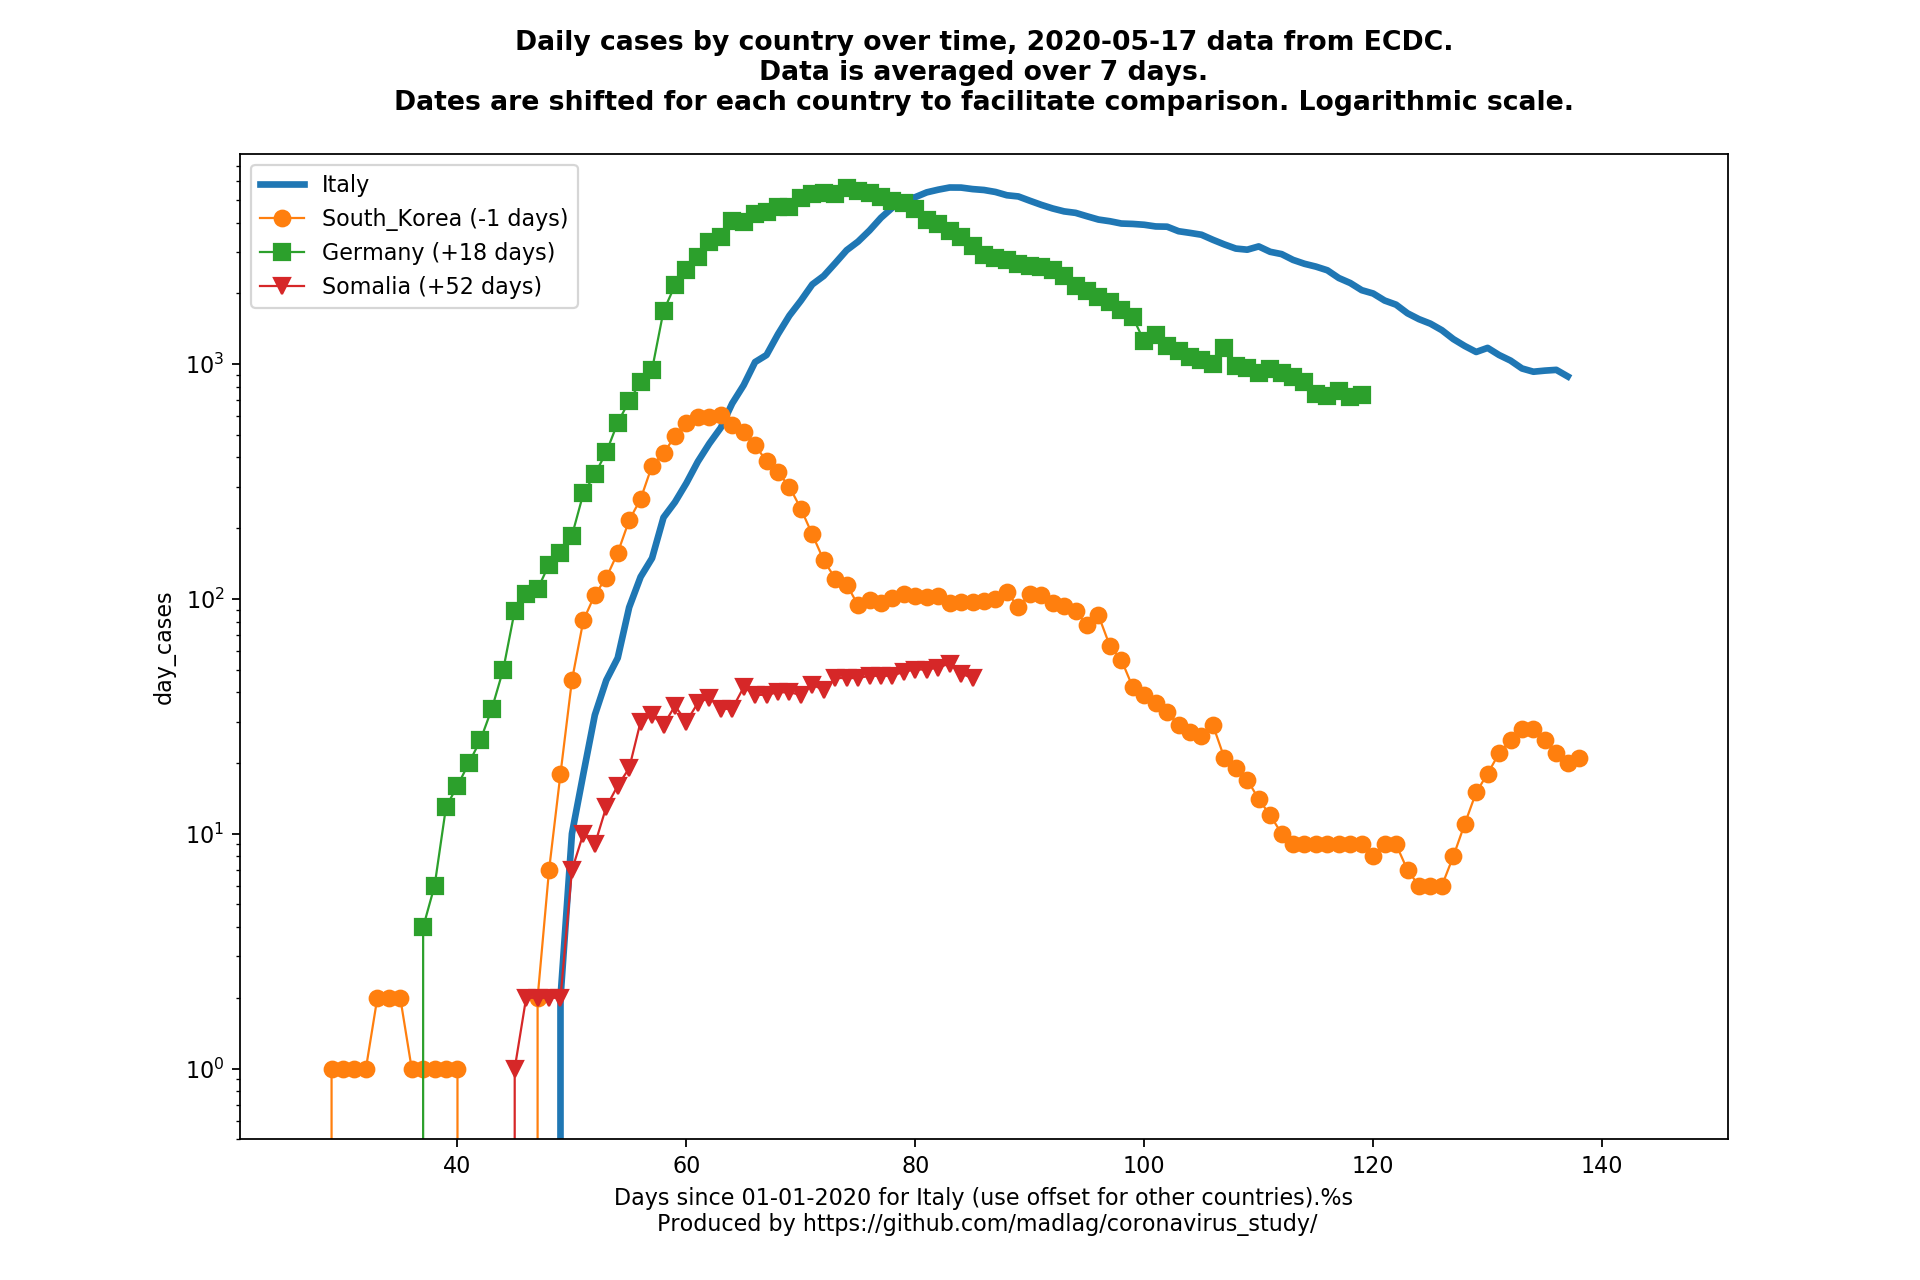 Daily cases by country over time, 2020-05-17 data from ECDC.
Data is averaged over 7 days.
Dates are shifted for each country to facilitate comparison. Logarithmic scale.
Italy
South_Korea (-1 days)
Germany (+18 days)
Somalia (+52 days)
day_cases
10³
10²
10¹
10⁰
40 60 80 100 120 140
Days since 01-01-2020 for Italy (use offset for other countries).%s
Produced by https://github.com/madlag/coronavirus_study/